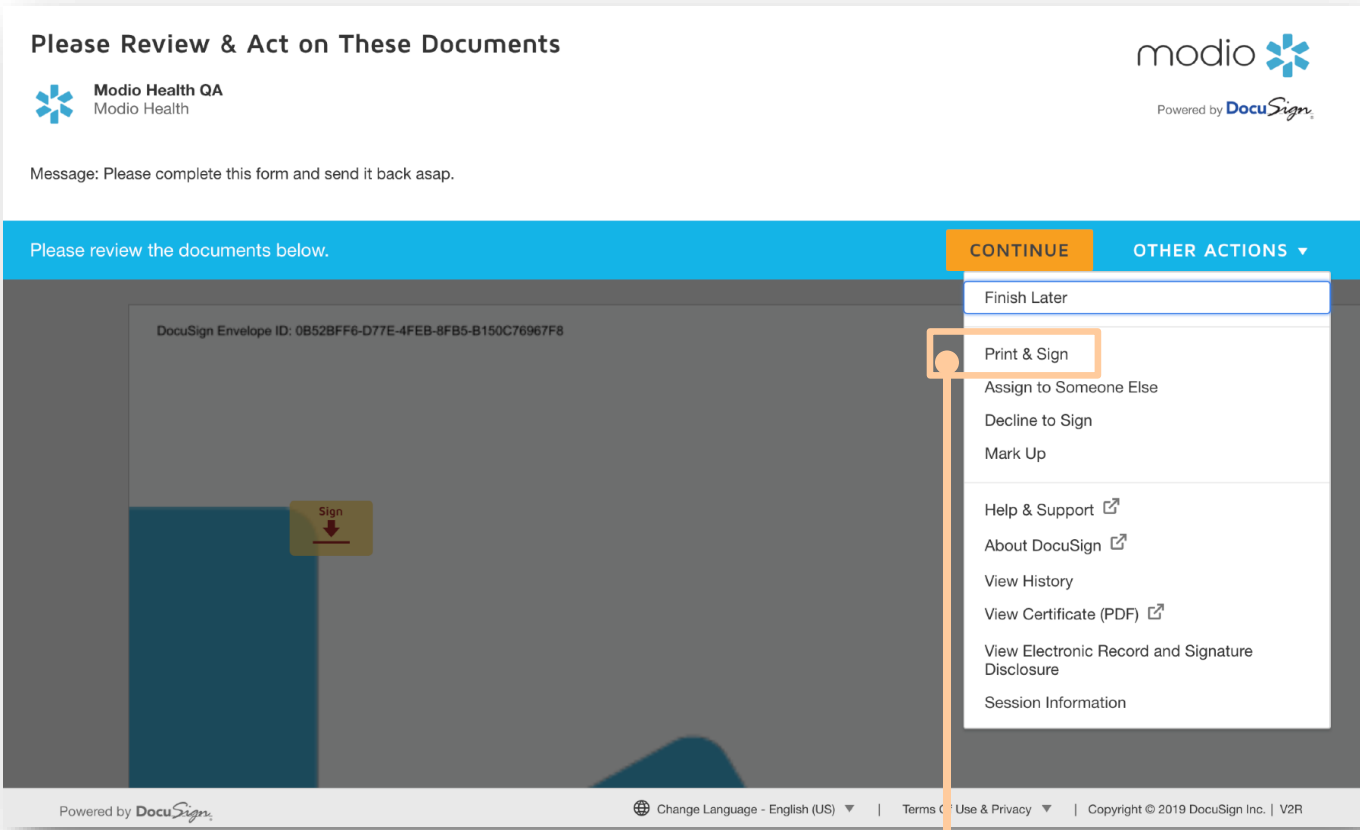 Please Review & Act on These Documents
modio
Modio Health QA
Modio Health
Powered by DocuSign
Message: Please complete this form and send it back asap.
Please review the documents below.
CONTINUE
OTHER ACTIONS ▼
Finish Later
DocuSign Envelope ID: 0B52BFF6-D77E-4FEB-8FB5-B150C76967F8
Print & Sign
Assign to Someone Else
Decline to Sign
Mark Up
Sign
Help & Support
About DocuSign
View History
View Certificate (PDF)
View Electronic Record and Signature
Disclosure
Session Information
Powered by DocuSign
Change Language - English (US) ▼ | Terms Of Use & Privacy ▼ | Copyright © 2019 DocuSign Inc. | V2R